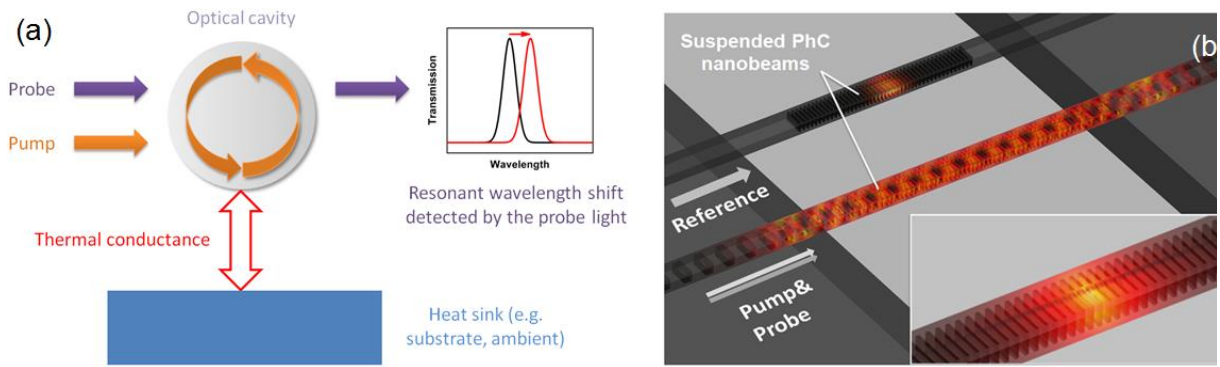 (a)
Optical cavity
Probe
Pump
Transmission
Wavelength
Resonant wavelength shift
detected by the probe light
Thermal conductance
Heat sink (e.g.
substrate, ambient)
(b)
Suspended PhC
nanobeams
Reference
Pump&
Probe